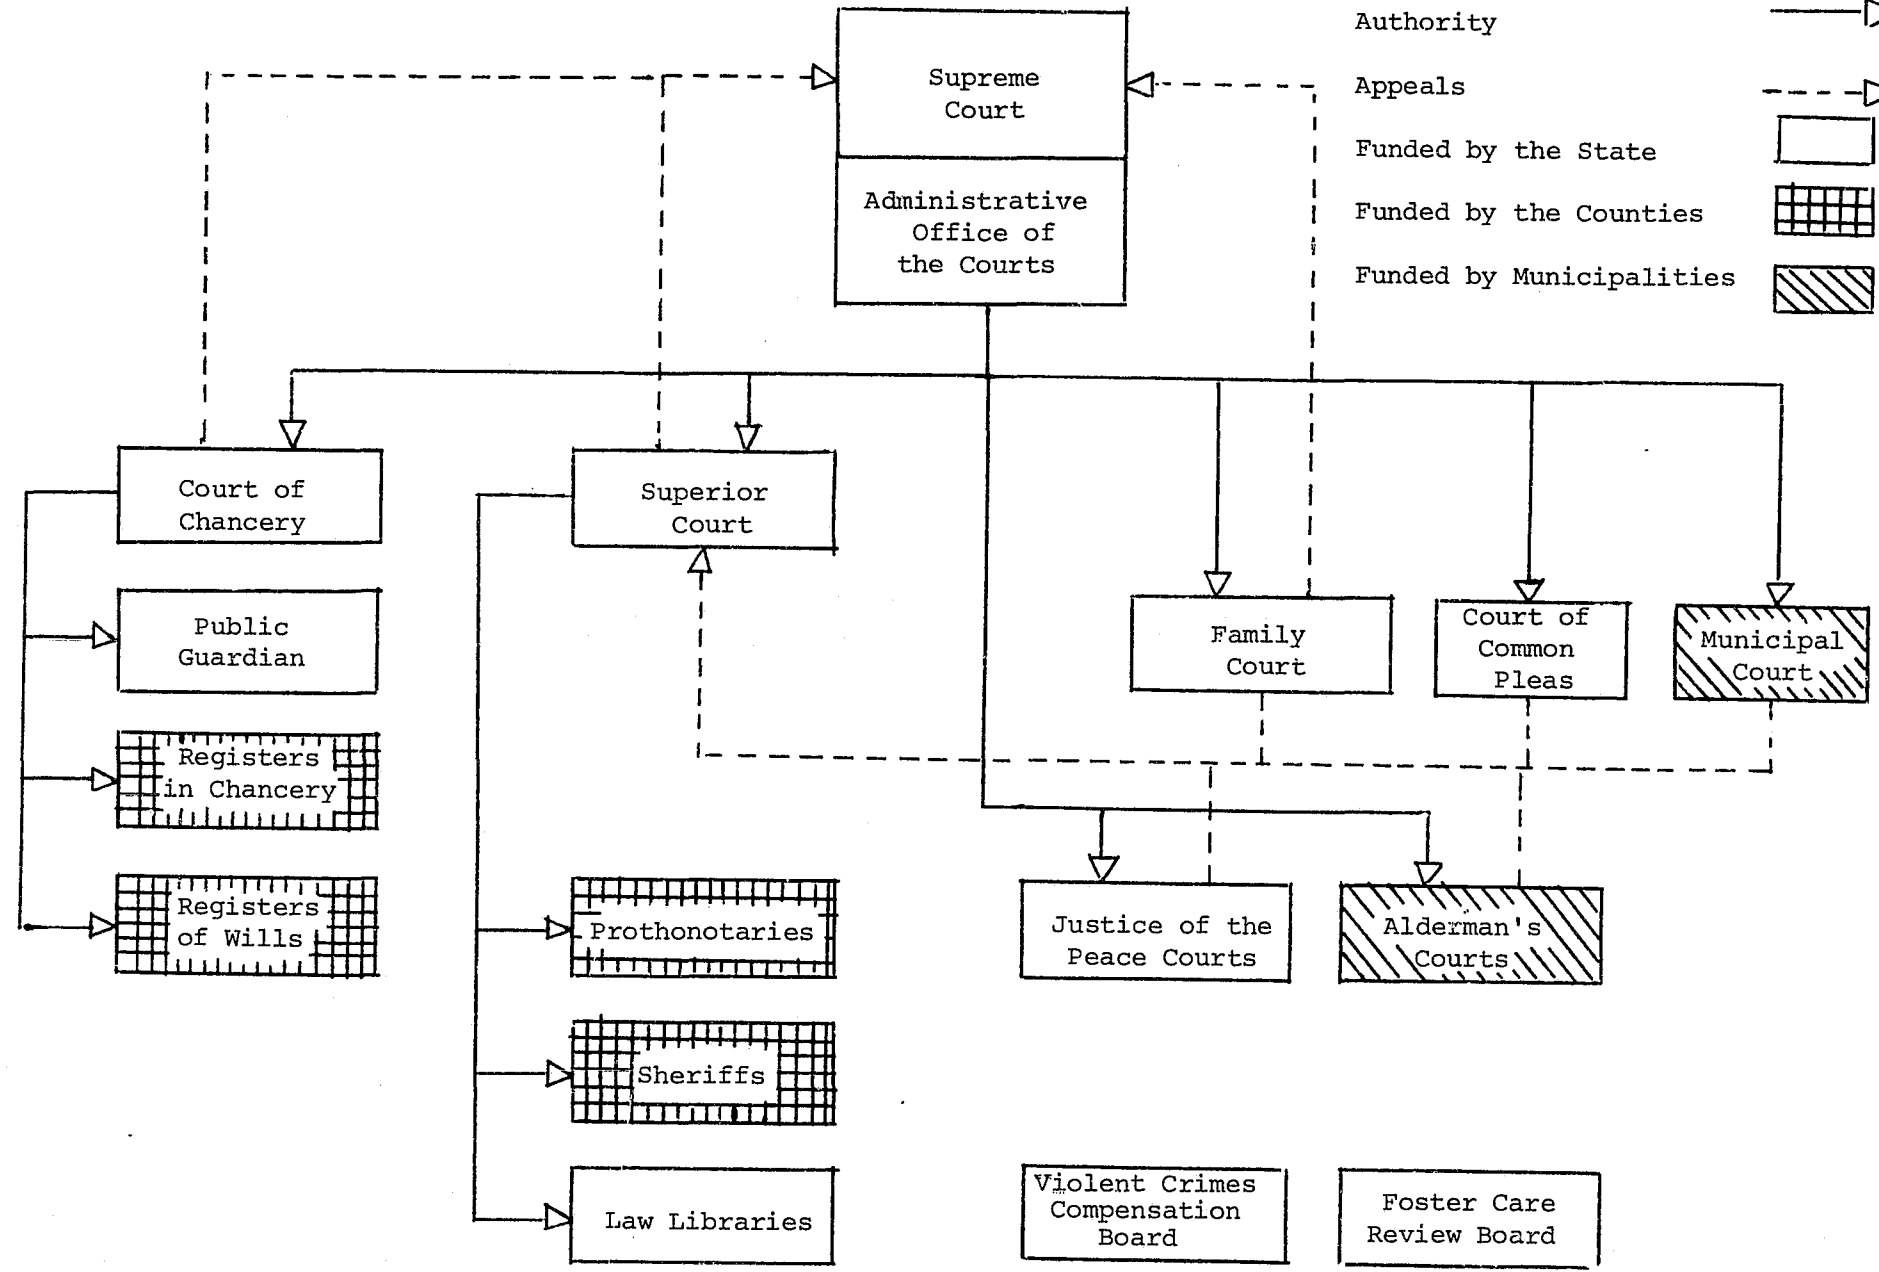 Supreme
Court
Administrative
Office of
the Courts
Authority
Appeals
Funded by the State
Funded by the Counties
Funded by Municipalities
Court of
Chancery
Public
Guardian
Registers
in Chancery
Registers
of Wills
Superior
Court
Prothonotaries
Sheriffs
Law Libraries
Family
Court
Court of
Common
Pleas
Municipal
Court
Justice of the
Peace Courts
Alderman's
Courts
Violent Crimes
Compensation
Board
Foster Care
Review Board